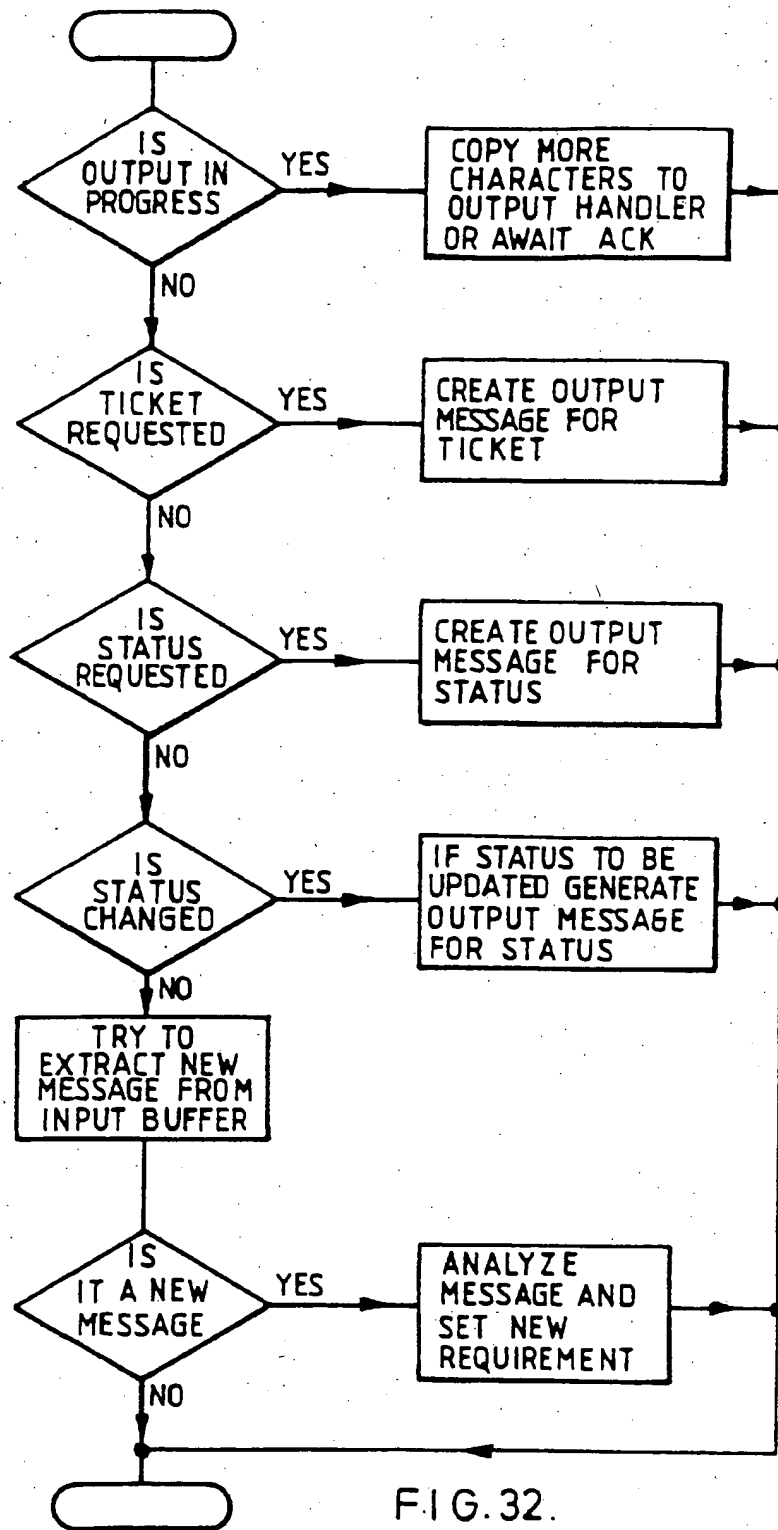 IS
OUTPUT IN
PROGRESS
YES
COPY MORE
CHARACTERS TO
OUTPUT HANDLER
OR AWAIT ACK
NO
IS
TICKET
REQUESTED
YES
CREATE OUTPUT
MESSAGE FOR
TICKET
NO
IS
STATUS
REQUESTED
YES
CREATE OUTPUT
MESSAGE FOR
STATUS
NO
IS
STATUS
CHANGED
YES
IF STATUS TO BE
UPDATED GENERATE
OUTPUT MESSAGE
FOR STATUS
NO
TRY TO
EXTRACT NEW
MESSAGE FROM
INPUT BUFFER
IS
IT A NEW
MESSAGE
YES
ANALYZE
MESSAGE AND
SET NEW
REQUIREMENT
NO
FIG.32.